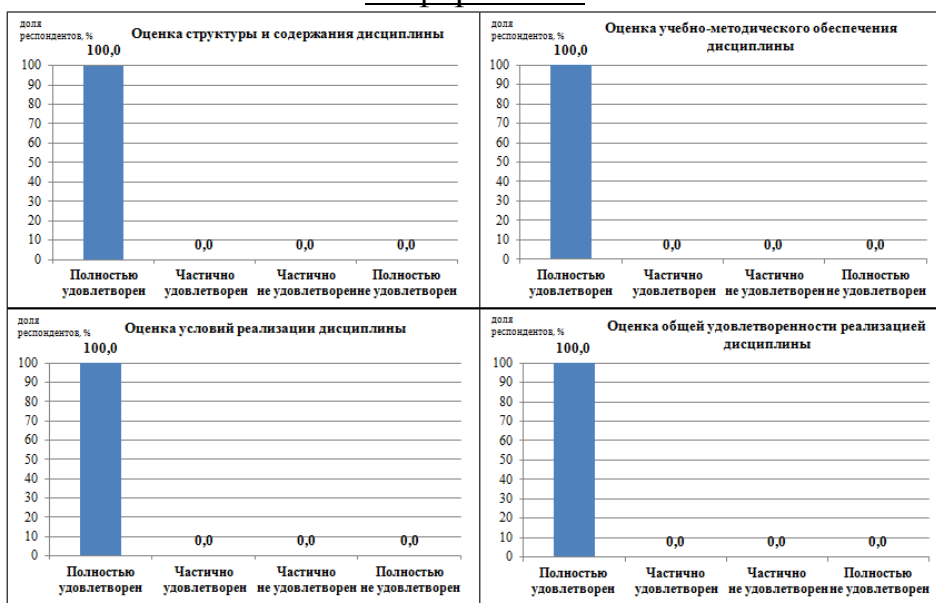 доля
респондентов, %
Оценка структуры и содержания дисциплины
100,0
100
90
80
70
60
50
40
30
20
10
0
0,0 0,0 0,0
Полностью Частично Частично Полностью
удовлетворен удовлетворен не удовлетворен не удовлетворен
доля
респондентов, %
Оценка учебно-методического обеспечения
дисциплины
100,0
100
90
80
70
60
50
40
30
20
10
0
0,0 0,0 0,0
Полностью Частично Частично Полностью
удовлетворен удовлетворен не удовлетворен не удовлетворен
доля
респондентов, %
Оценка условий реализации дисциплины
100,0
100
90
80
70
60
50
40
30
20
10
0
0,0 0,0 0,0
Полностью Частично Частично Полностью
удовлетворен удовлетворен не удовлетворен не удовлетворен
доля
респондентов, %
Оценка общей удовлетворенности реализацией
дисциплины
100,0
100
90
80
70
60
50
40
30
20
10
0
0,0 0,0 0,0
Полностью Частично Частично Полностью
удовлетворен удовлетворен не удовлетворен не удовлетворен